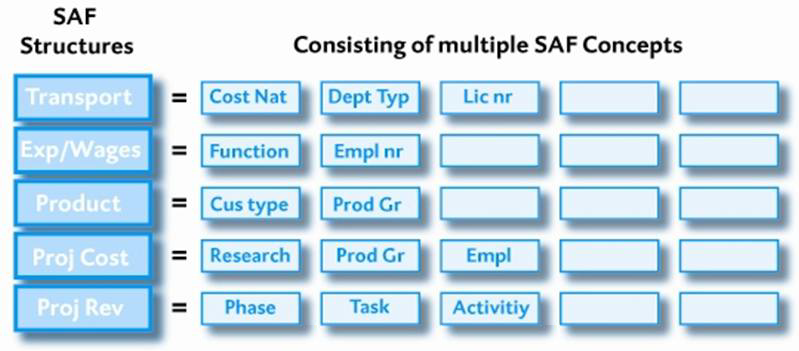 SAF
Structures
Consisting of multiple SAF Concepts
Transport = Cost Nat Dept Typ Lic nr
Exp/Wages = Function Empl nr
Product = Cus type Prod Gr
Proj Cost = Research Prod Gr Empl
Proj Rev = Phase Task Activitiy